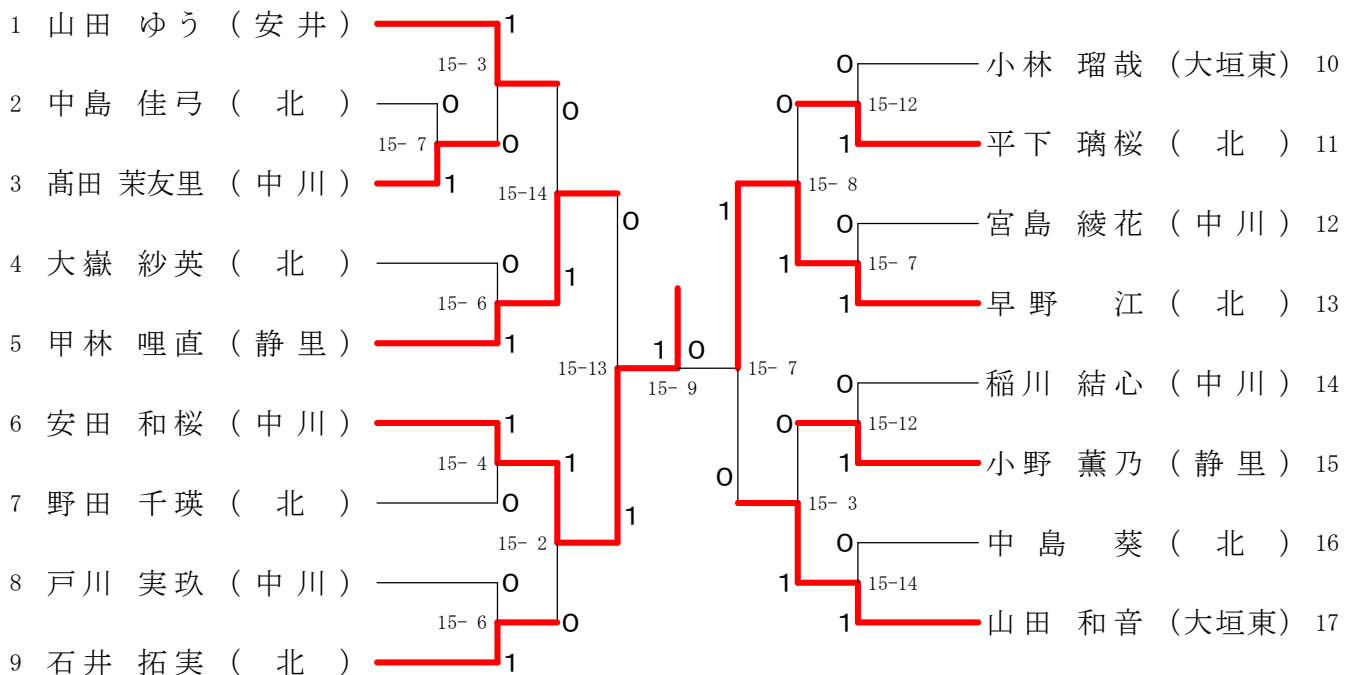 1 山田 ゆう (安井)
2 中島 佳弓 ( 北 )
3 髙田 茉友里 (中川)
4 大嶽 紗英 ( 北 )
5 甲林 哩直 (静里)
6 安田 和桜 (中川)
7 野田 千瑛 ( 北 )
8 戸川 実玖 (中川)
9 石井 拓実 ( 北 )
1
15- 3
0
15- 7
0
1
0
15-14
0
15- 6
1
1
0
15-13
1
15- 4
0
1
15- 2
1
0
15- 6
1
0
1
0
15- 9
小林 瑠哉 (大垣東) 10
平下 璃桜 ( 北 ) 11
宮島 綾花 (中川) 12
早野 江 ( 北 ) 13
稲川 結心 (中川) 14
小野 薫乃 (静里) 15
中島 葵 ( 北 ) 16
山田 和音 (大垣東) 17
0
15-12
1
0
15- 8
1
0
15- 7
1
1
15- 7
0
0
15-12
1
0
15- 3
1
0
15-14
1